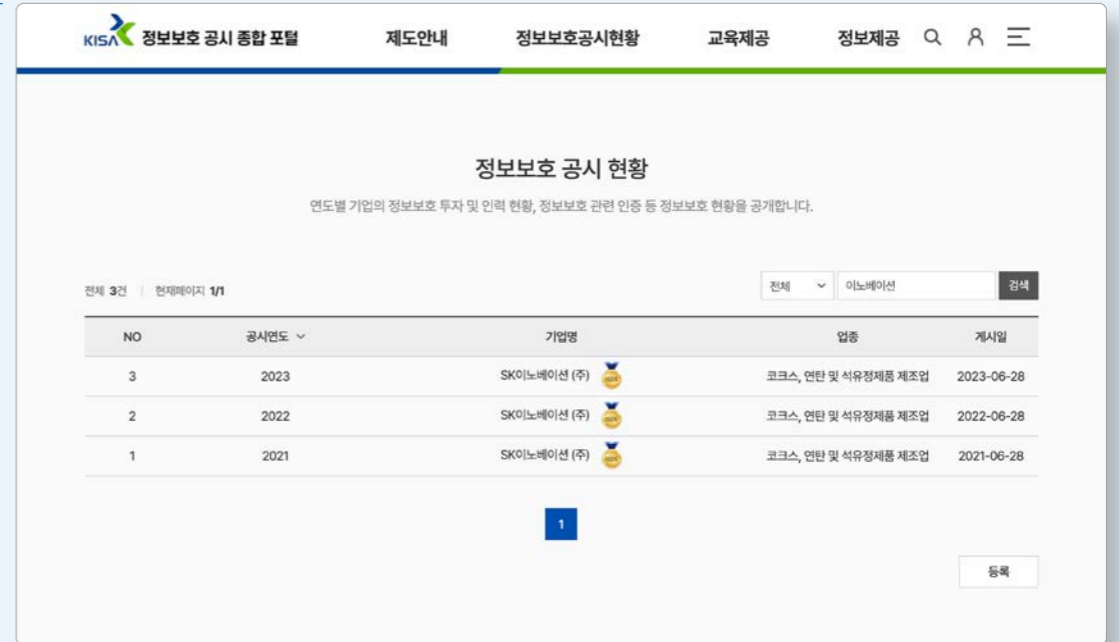 KISA 정보보호 공시 종합 포털 제도안내 정보보호공시현황 교육제공 정보제공
정보보호 공시 현황
연도별 기업의 정보보호 투자 및 인력 현황, 정보보호 관련 인증 등 정보보호 현황을 공개합니다.
전체 3건 | 현재페이지 1/1 전체 이노베이션 검색
NO 공시연도 기업명 업종 게시일
3 2023 SK이노베이션 (주) 코크스, 연탄 및 석유정제품 제조업 2023-06-28
2 2022 SK이노베이션 (주) 코크스, 연탄 및 석유정제품 제조업 2022-06-28
1 2021 SK이노베이션 (주) 코크스, 연탄 및 석유정제품 제조업 2021-06-28
1
등록